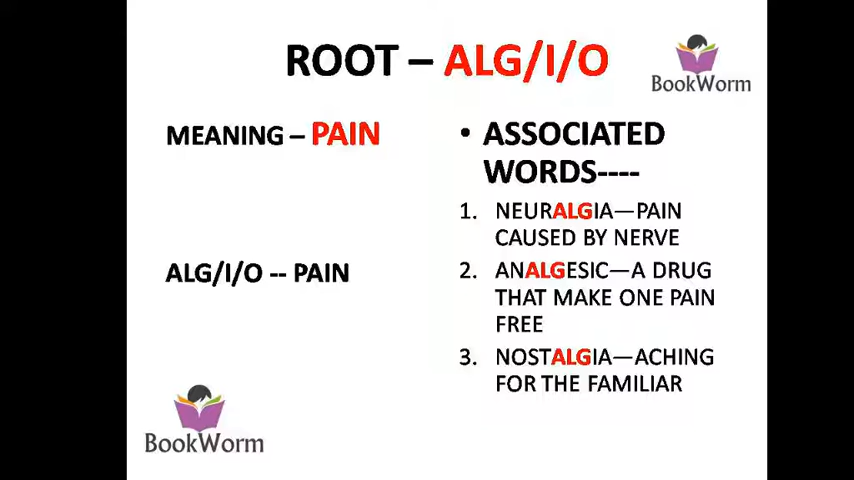 ROOT – ALG/I/O
BookWorm
MEANING – PAIN
ALG/I/O -- PAIN
• ASSOCIATED
WORDS----
1. NEURALGIA—PAIN
CAUSED BY NERVE
2. ANALGESIC—A DRUG
THAT MAKE ONE PAIN
FREE
3. NOSTALGIA—ACHING
FOR THE FAMILIAR
BookWorm